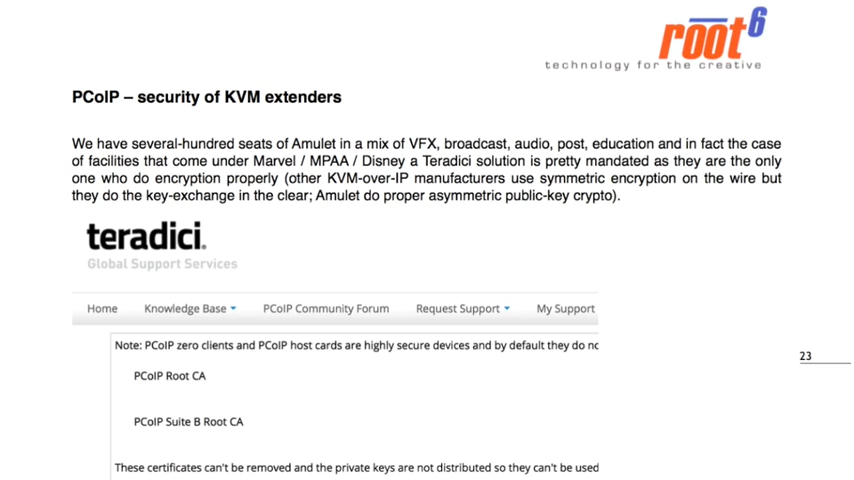 root6
technology for the creative
PCoIP – security of KVM extenders
We have several-hundred seats of Amulet in a mix of VFX, broadcast, audio, post, education and in fact the case
of facilities that come under Marvel / MPAA / Disney a Teradici solution is pretty mandated as they are the only
one who do encryption properly (other KVM-over-IP manufacturers use symmetric encryption on the wire but
they do the key-exchange in the clear; Amulet do proper asymmetric public-key crypto).
teradici.
Global Support Services
Home Knowledge Base PCoIP Community Forum Request Support My Support
Note: PCoIP zero clients and PCoIP host cards are highly secure devices and by default they do
23
PCoIP Root CA
PCoIP Suite B Root CA
These certificates can't be removed and the private keys are not distributed so they can't be used